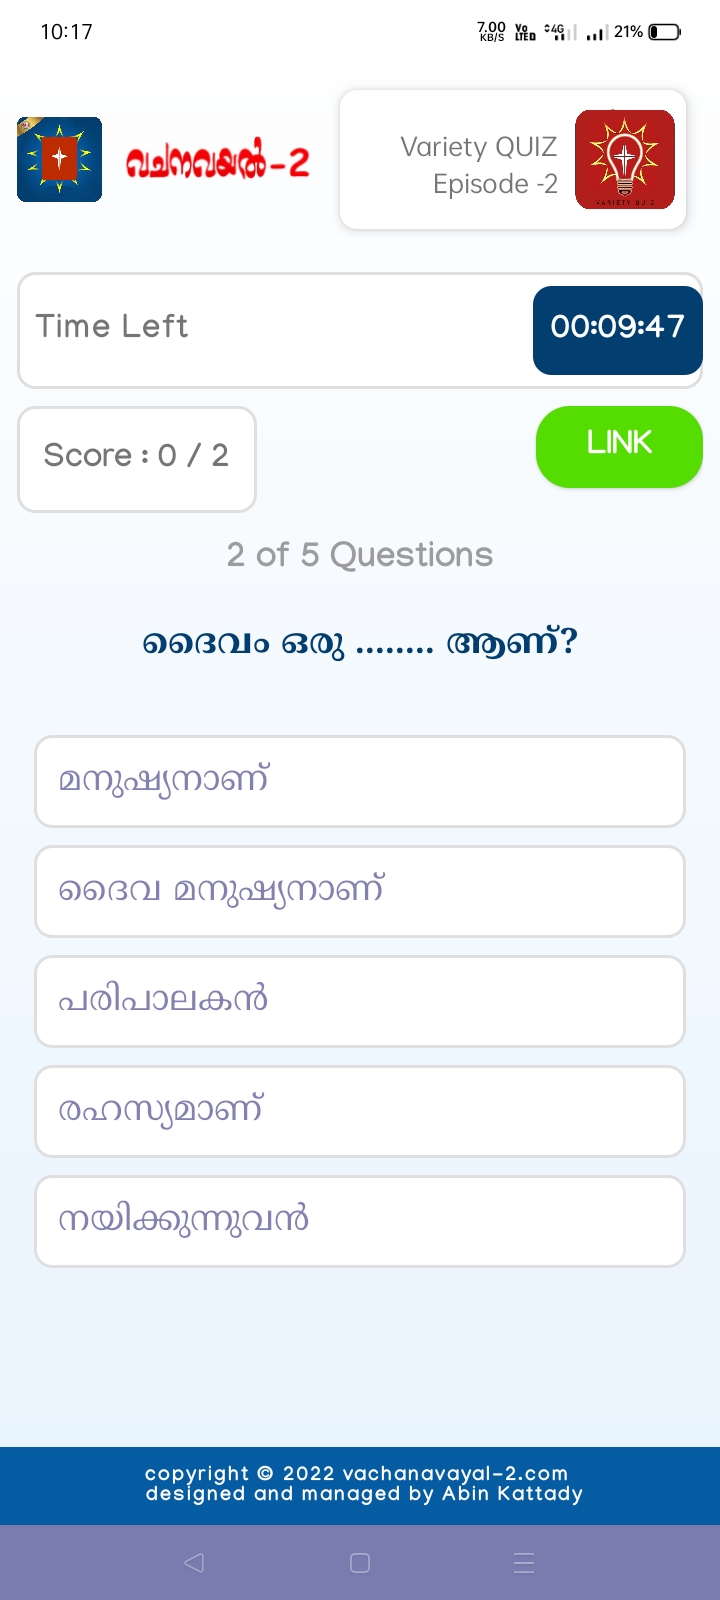 10:17
7.00 KB/S Vo LTED 4G 21%
വചനവയൽ-2
Variety QUIZ
Episode -2
VARIETY QUIZ
Time Left
00:09:47
Score : 0 / 2
LINK
2 of 5 Questions
ദൈവം ഒരു ........ ആണ്?
മനുഷ്യനാണ്
ദൈവ മനുഷ്യനാണ്
പരിപാലകൻ
രഹസ്യമാണ്
നയിക്കുന്നുവൻ
copyright © 2022 vachanavayal-2.com
designed and managed by Abin Kattady